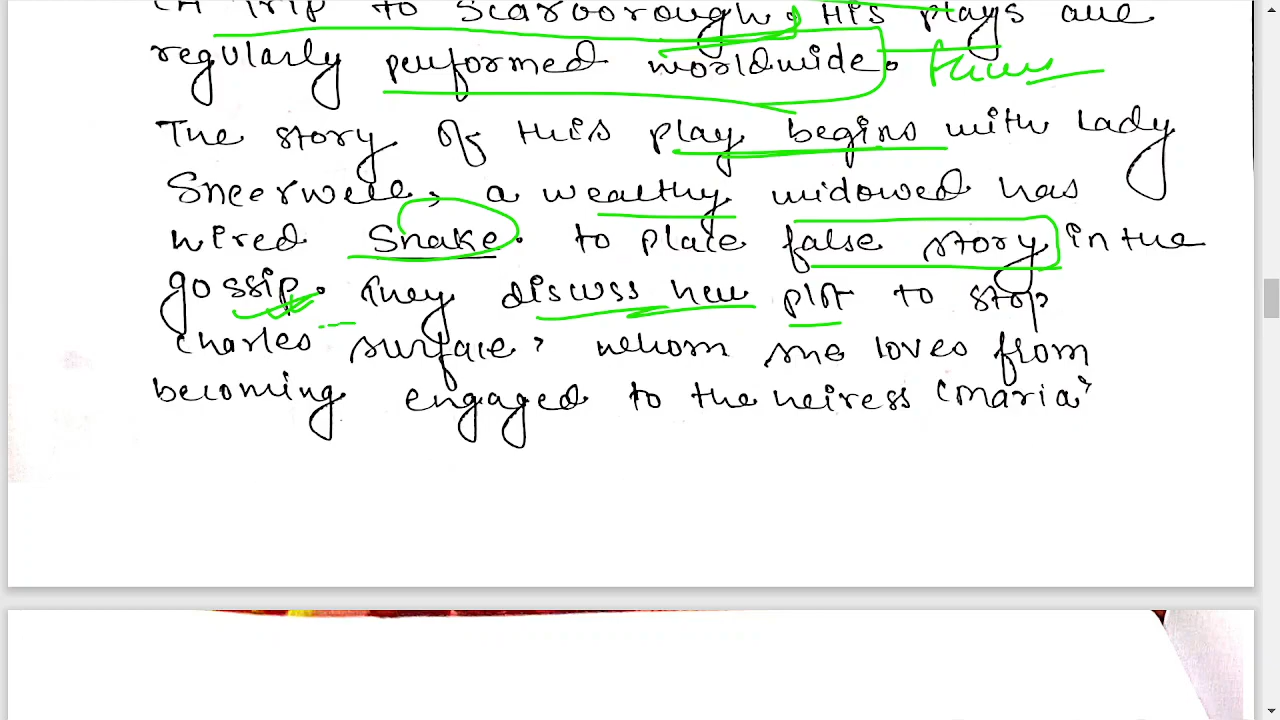 (A Trip to Scarborough. His plays are
regularly performed worldwide.
The story of this play begins with Lady
Sneerwell, a wealthy widowed has
hired Snake. to place false story in the
gossip. They discuss new plot to stop
Charles Surface' whom she loves from
becoming engaged to the heiress 'Maria'